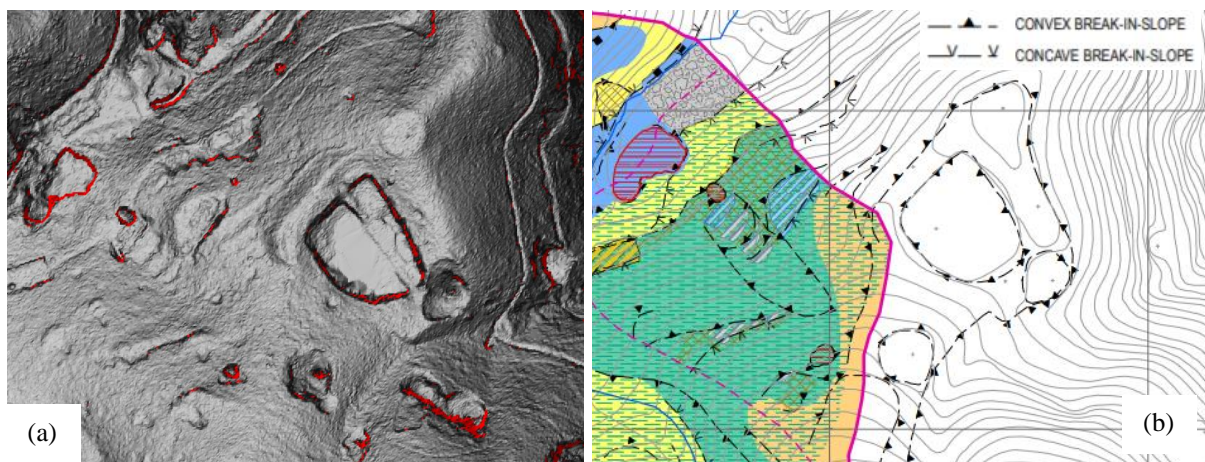 CONVEX BREAK-IN-SLOPE
CONCAVE BREAK-IN-SLOPE
(a)
(b)